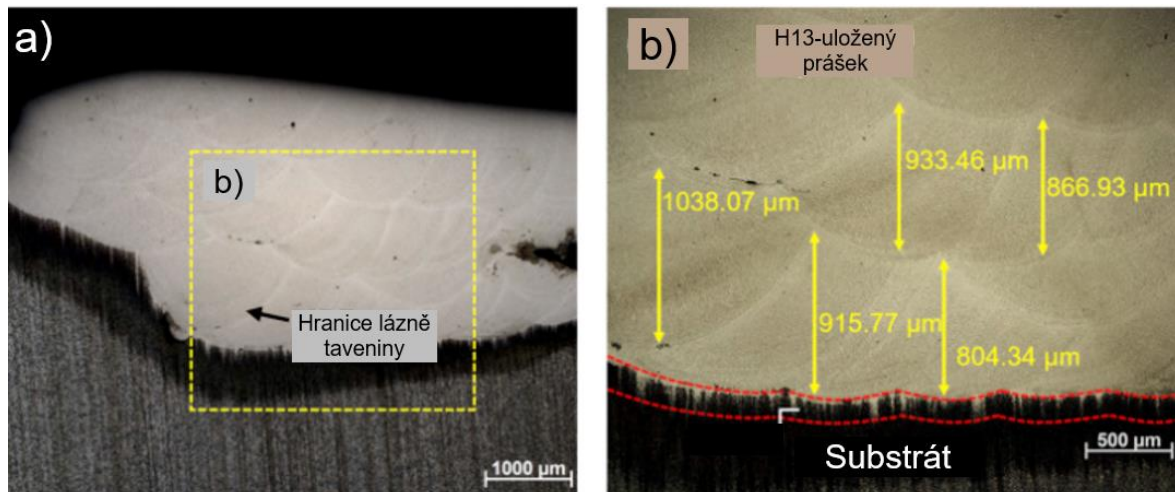 a)
b)
Hranice lázně
taveniny
1000 µm
b)
H13-uložený
prášek
933.46 µm
866.93 µm
1038.07 µm
915.77 µm
804.34 µm
Substrát
500 µm